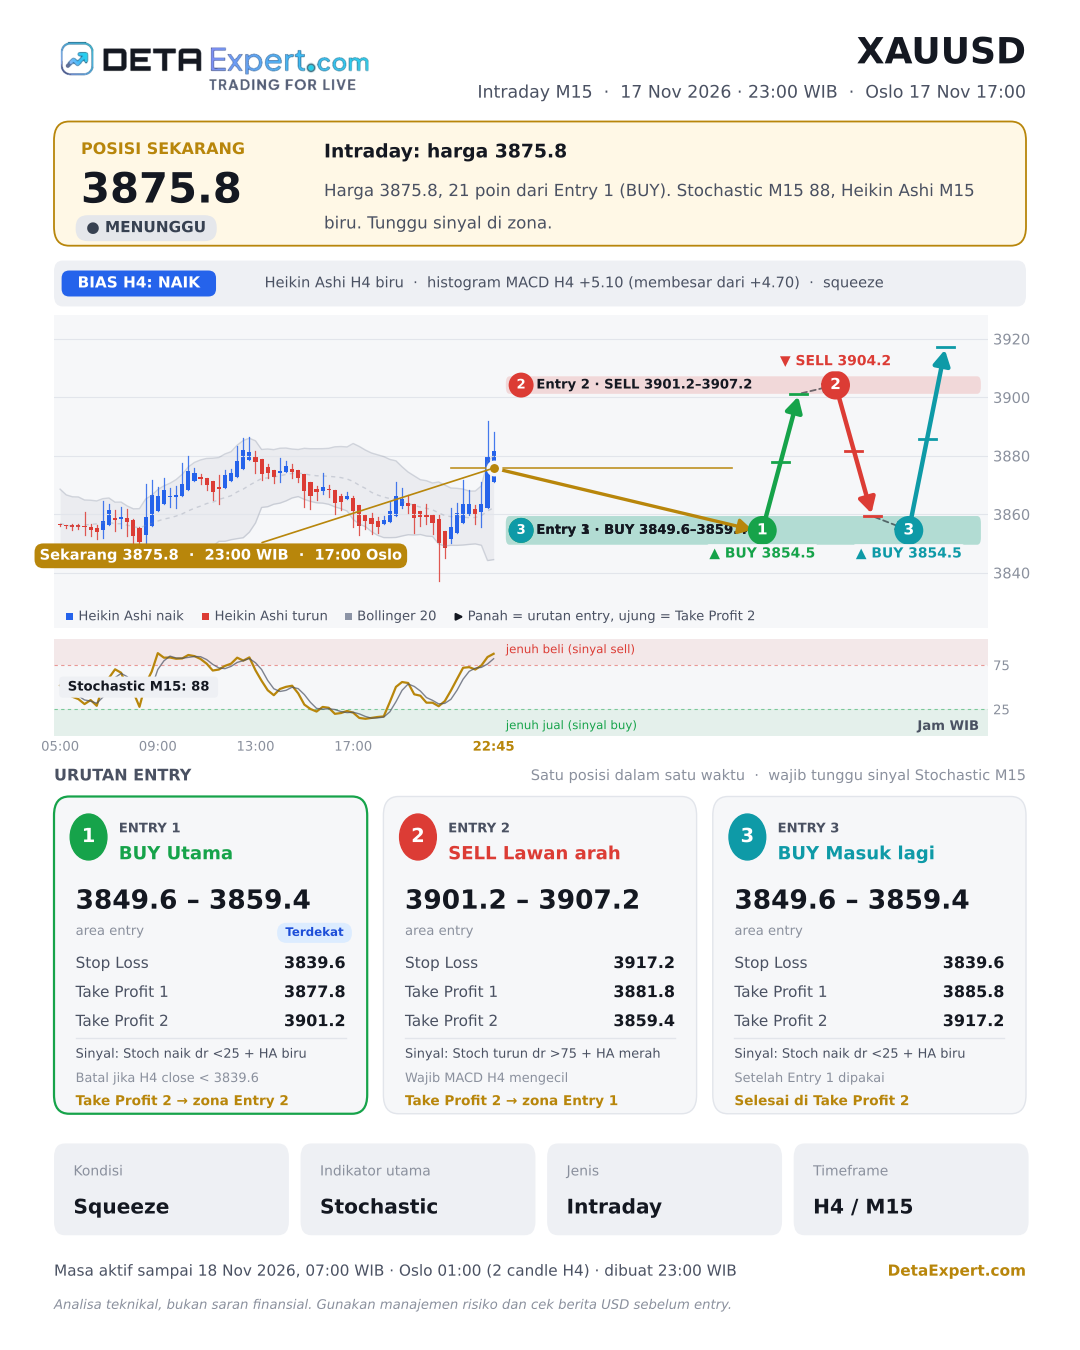 DETA Expert.com
TRADING FOR LIVE
XAUUSD
Intraday M15 · 17 Nov 2026 · 23:00 WIB · Oslo 17 Nov 17:00
POSISI SEKARANG
3875.8
● MENUNGGU
Intraday: harga 3875.8
Harga 3875.8, 21 poin dari Entry 1 (BUY). Stochastic M15 88, Heikin Ashi M15
biru. Tunggu sinyal di zona.
BIAS H4: NAIK
Heikin Ashi H4 biru · histogram MACD H4 +5.10 (membesar dari +4.70) · squeeze
3920
▼ SELL 3904.2
2 Entry 2 · SELL 3901.2–3907.2
2
3900
3880
3860
3 Entry 3 · BUY 3849.6–3859.4
1
3
▲ BUY 3854.5
▲ BUY 3854.5
Sekarang 3875.8 · 23:00 WIB · 17:00 Oslo
3840
Heikin Ashi naik
Heikin Ashi turun
Bollinger 20
Panah = urutan entry, ujung = Take Profit 2
jenuh beli (sinyal sell)
75
Stochastic M15: 88
25
jenuh jual (sinyal buy)
Jam WIB
05:00 09:00 13:00 17:00 22:45
URUTAN ENTRY
Satu posisi dalam satu waktu · wajib tunggu sinyal Stochastic M15
1
ENTRY 1
BUY Utama
3849.6 – 3859.4
area entry
Terdekat
Stop Loss 3839.6
Take Profit 1 3877.8
Take Profit 2 3901.2
Sinyal: Stoch naik dr <25 + HA biru
Batal jika H4 close < 3839.6
Take Profit 2 → zona Entry 2
2
ENTRY 2
SELL Lawan arah
3901.2 – 3907.2
area entry
Stop Loss 3917.2
Take Profit 1 3881.8
Take Profit 2 3859.4
Sinyal: Stoch turun dr >75 + HA merah
Wajib MACD H4 mengecil
Take Profit 2 → zona Entry 1
3
ENTRY 3
BUY Masuk lagi
3849.6 – 3859.4
area entry
Stop Loss 3839.6
Take Profit 1 3885.8
Take Profit 2 3917.2
Sinyal: Stoch naik dr <25 + HA biru
Setelah Entry 1 dipakai
Selesai di Take Profit 2
Kondisi
Squeeze
Indikator utama
Stochastic
Jenis
Intraday
Timeframe
H4 / M15
Masa aktif sampai 18 Nov 2026, 07:00 WIB · Oslo 01:00 (2 candle H4) · dibuat 23:00 WIB
DetaExpert.com
Analisa teknikal, bukan saran finansial. Gunakan manajemen risiko dan cek berita USD sebelum entry.